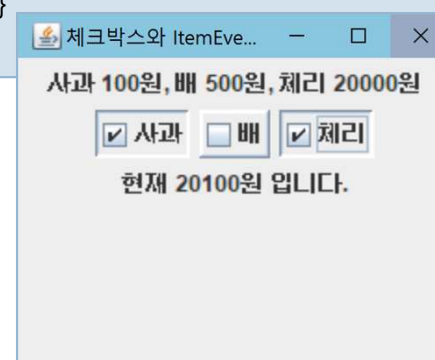 }
체크박스와 ItemEve...
사과 100원, 배 500원, 체리 20000원
사과 배 체리
현재 20100원 입니다.